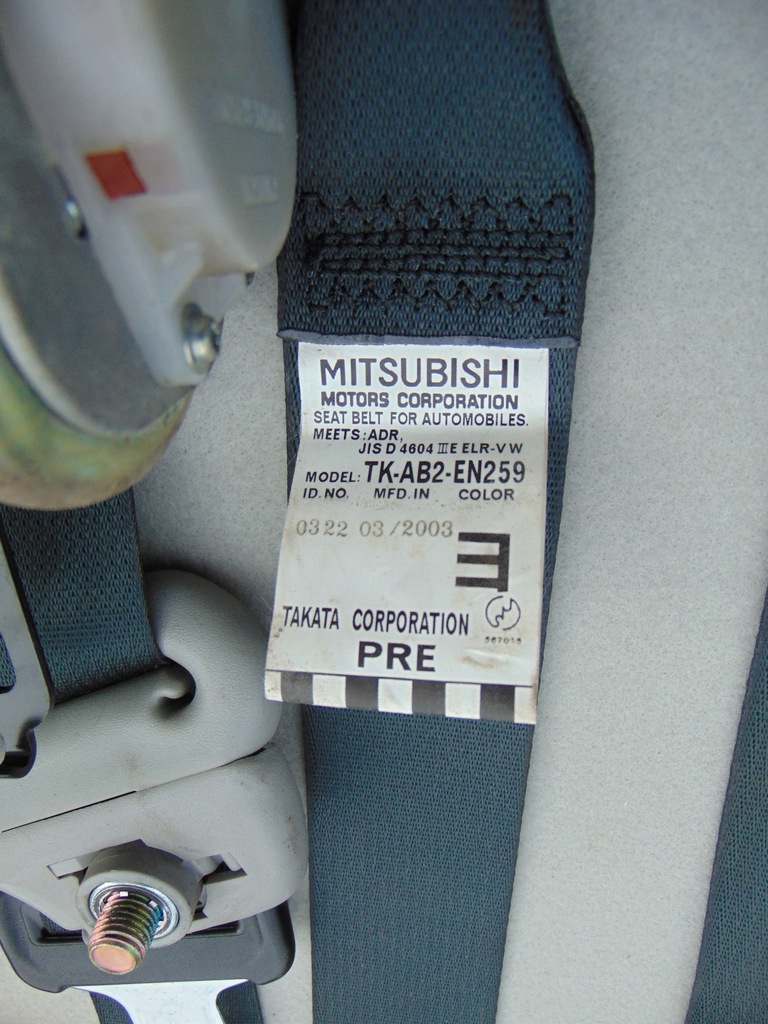 MITSUBISHI
MOTORS CORPORATION
SEAT BELT FOR AUTOMOBILES.
MEETS:ADR,
JIS D 4604 III E ELR-VW
MODEL: TK-AB2-EN259
ID.NO. MFD.IN COLOR
0322 03/2003
E
TAKATA CORPORATION
PRE